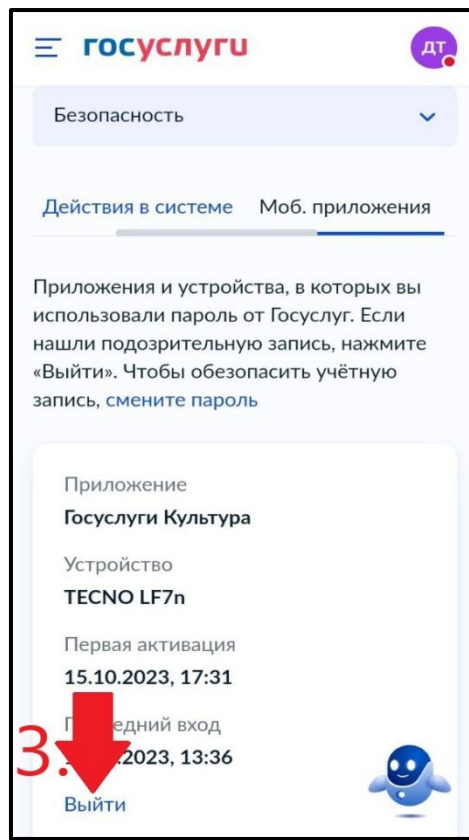 госуслуги
ДТ
Безопасность
Действия в системе Моб. приложения
Приложения и устройства, в которых вы
использовали пароль от Госуслуг. Если
нашли подозрительную запись, нажмите
«Выйти». Чтобы обезопасить учётную
запись, смените пароль
Приложение
Госуслуги Культура
Устройство
TECNO LF7n
Первая активация
15.10.2023, 17:31
вход
2023, 13:36
3.
Выйти